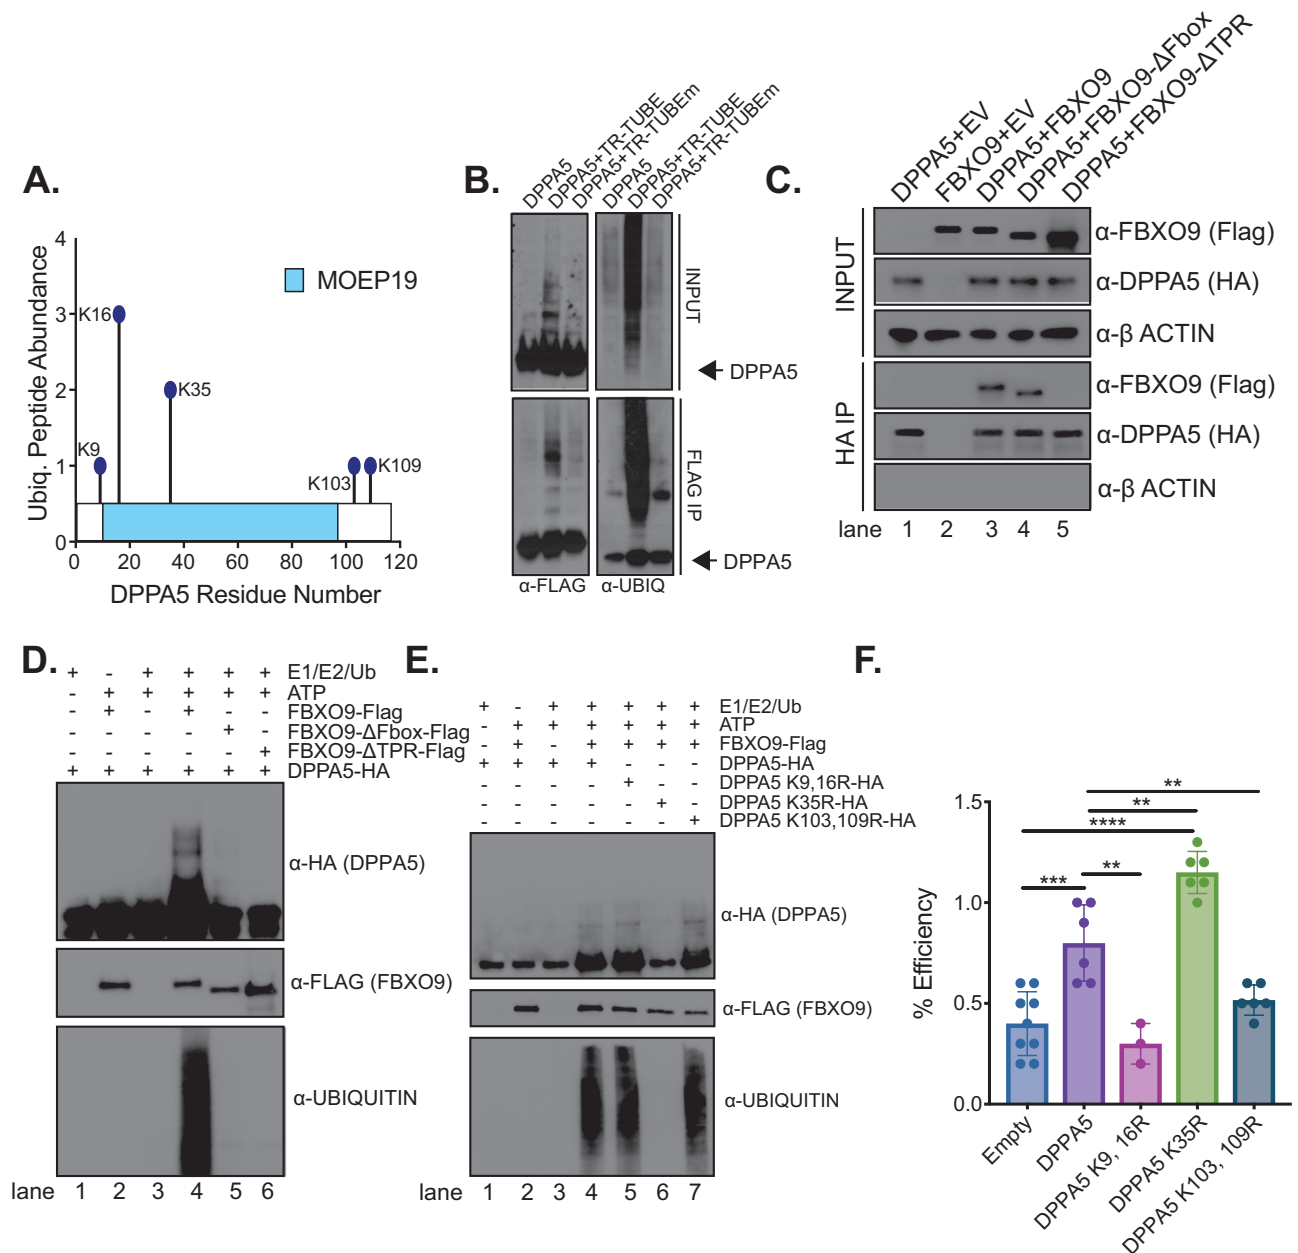 A.
Ubiq. Peptide Abundance
4
3
2
1
0
K9
K16
K35
K103
K109
MOEP19
0 20 40 60 80 100 120
DPPA5 Residue Number
B.
DPPA5
DPPA5+TR-TUBE
DPPA5+TR-TUBEm
DPPA5
DPPA5+TR-TUBE
DPPA5+TR-TUBEm
INPUT
DPPA5
FLAG IP
DPPA5
α-FLAG α-UBIQ
C.
DPPA5+EV
FBXO9+EV
DPPA5+FBXO9
DPPA5+FBXO9-ΔFbox
DPPA5+FBXO9-ΔTPR
INPUT
α-FBXO9 (Flag)
α-DPPA5 (HA)
α-β ACTIN
HA IP
α-FBXO9 (Flag)
α-DPPA5 (HA)
α-β ACTIN
lane 1 2 3 4 5
D.
+ - + + + + E1/E2/Ub
- + + + + + ATP
- + - + - - FBXO9-Flag
- - - - + - FBXO9-ΔFbox-Flag
- - - - - + FBXO9-ΔTPR-Flag
+ + + + + + DPPA5-HA
α-HA (DPPA5)
α-FLAG (FBXO9)
α-UBIQUITIN
lane 1 2 3 4 5 6
E.
+ - + + + + + E1/E2/Ub
- + + + + + + ATP
- + - + + + + FBXO9-Flag
+ + + + - - - DPPA5-HA
- - - - + - - DPPA5 K9,16R-HA
- - - - - + - DPPA5 K35R-HA
- - - - - - + DPPA5 K103,109R-HA
α-HA (DPPA5)
α-FLAG (FBXO9)
α-UBIQUITIN
lane 1 2 3 4 5 6 7
F.
% Efficiency
1.5
1.0
0.5
0.0
**
**
****
**
***
Empty
DPPA5
DPPA5 K9, 16R
DPPA5 K35R
DPPA5 K103, 109R